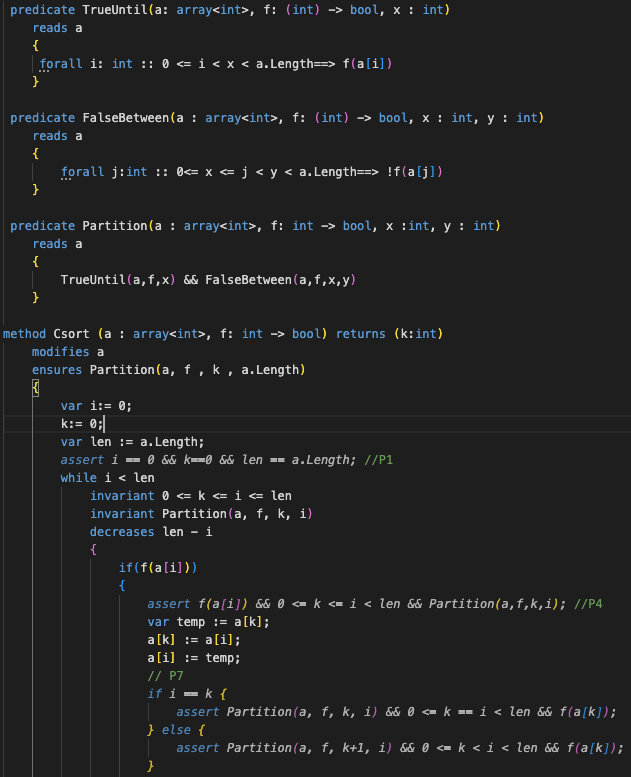 predicate TrueUntil(a: array<int>, f: (int) -> bool, x : int)
reads a
{
forall i: int :: 0 <= i < x < a.Length==> f(a[i])
}
predicate FalseBetween(a : array<int>, f: (int) -> bool, x : int, y : int)
reads a
{
forall j:int :: 0<= x <= j < y < a.Length==> !f(a[j])
}
predicate Partition(a : array<int>, f: int -> bool, x :int, y : int)
reads a
{
TrueUntil(a,f,x) && FalseBetween(a,f,x,y)
}
method Csort (a : array<int>, f: int -> bool) returns (k:int)
modifies a
ensures Partition(a, f , k , a.Length)
{
var i:= 0;
k:= 0;
var len := a.Length;
assert i == 0 && k==0 && len == a.Length; //P1
while i < len
invariant 0 <= k <= i <= len
invariant Partition(a, f, k, i)
decreases len - i
{
if(f(a[i]))
{
assert f(a[i]) && 0 <= k <= i < len && Partition(a,f,k,i); //P4
var temp := a[k];
a[k] := a[i];
a[i] := temp;
// P7
if i == k {
assert Partition(a, f, k, i) && 0 <= k == i < len && f(a[k]);
} else {
assert Partition(a, f, k+1, i) && 0 <= k < i < len && f(a[k]);
}